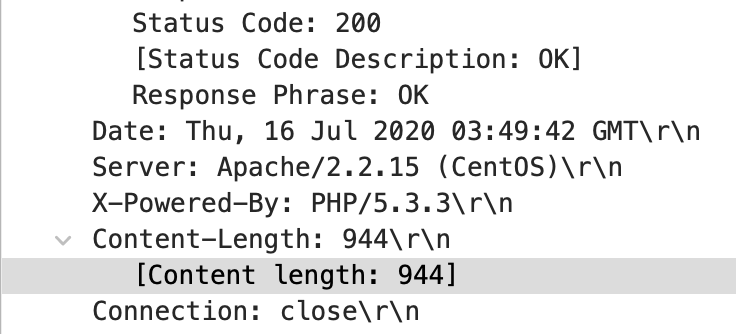 Status Code: 200
[Status Code Description: OK]
Response Phrase: OK
Date: Thu, 16 Jul 2020 03:49:42 GMT\r\n
Server: Apache/2.2.15 (CentOS)\r\n
X-Powered-By: PHP/5.3.3\r\n
Content-Length: 944\r\n
[Content length: 944]
Connection: close\r\n